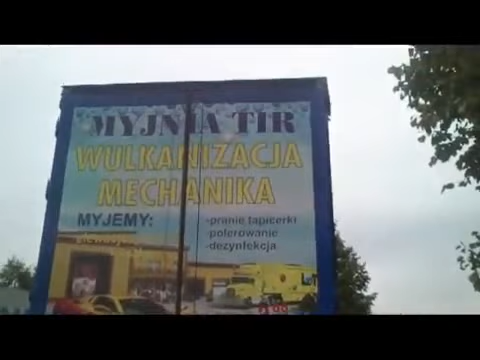 MYJNIA TIR
WULKANIZACJA
MECHANIKA
MYJEMY:
-pranie tapicerki
-polerowanie
-dezynfekcja